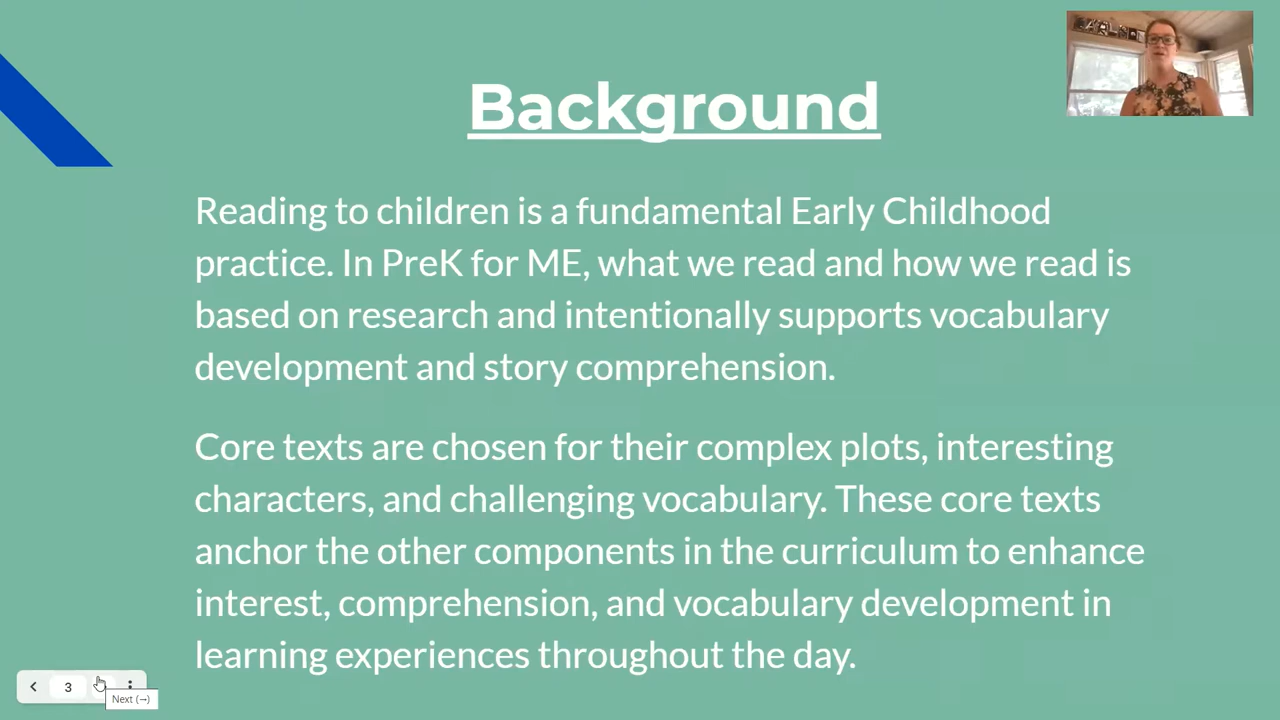 Background
Reading to children is a fundamental Early Childhood
practice. In PreK for ME, what we read and how we read is
based on research and intentionally supports vocabulary
development and story comprehension.
Core texts are chosen for their complex plots, interesting
characters, and challenging vocabulary. These core texts
anchor the other components in the curriculum to enhance
interest, comprehension, and vocabulary development in
learning experiences throughout the day.
3
Next (→)